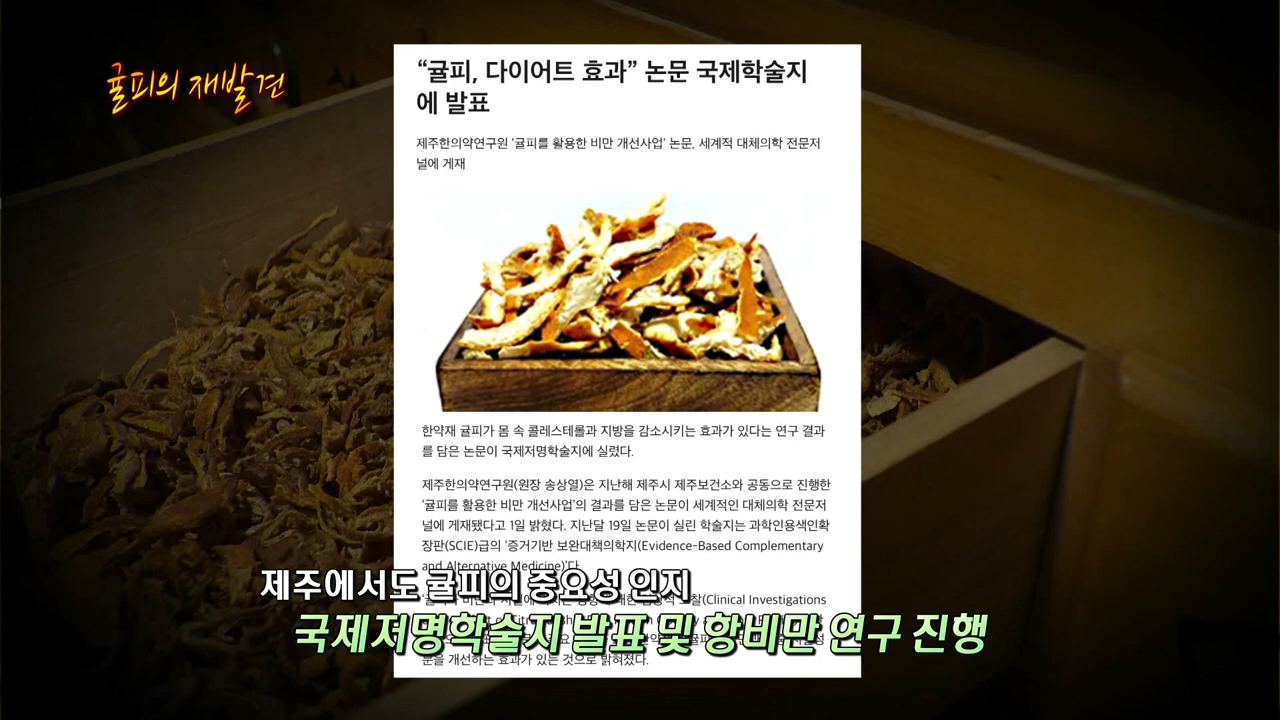 귤피의 재발견
“귤피, 다이어트 효과” 논문 국제학술지
에 발표
제주한의약연구원 '귤피를 활용한 비만 개선사업' 논문, 세계적 대체의학 전문저
널에 게재
한약재 귤피가 몸 속 콜레스테롤과 지방을 감소시키는 효과가 있다는 연구 결과
를 담은 논문이 국제저명학술지에 실렸다.
제주한의약연구원(원장 송상열)은 지난해 제주시 제주보건소와 공동으로 진행한
‘귤피를 활용한 비만 개선사업’의 결과를 담은 논문이 세계적인 대체의학 전문저
널에 게재됐다고 1일 밝혔다. 지난달 19일 논문이 실린 학술지는 과학인용색인확
장판(SCIE)급의 ‘증거기반 보완대책의학지(Evidence-Based Complementary
and Alternative Medicine)’다.
제주에서도 귤피의 중요성 인지
(Clinical Investigations
국제저명학술지 발표 및 항비만 연구 진행
문을 개선하는 효과가 있는 것으로 밝혀졌다.